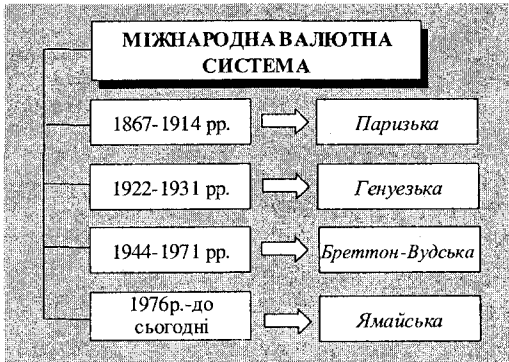 МІЖНАРОДНА ВАЛЮТНА
СИСТЕМА
1867-1914 рр.
Паризька
1922-1931 рр.
Генуезька
1944-1971 рр.
Бреттон-Вудська
1976р.-до
сьогодні
Ямайська